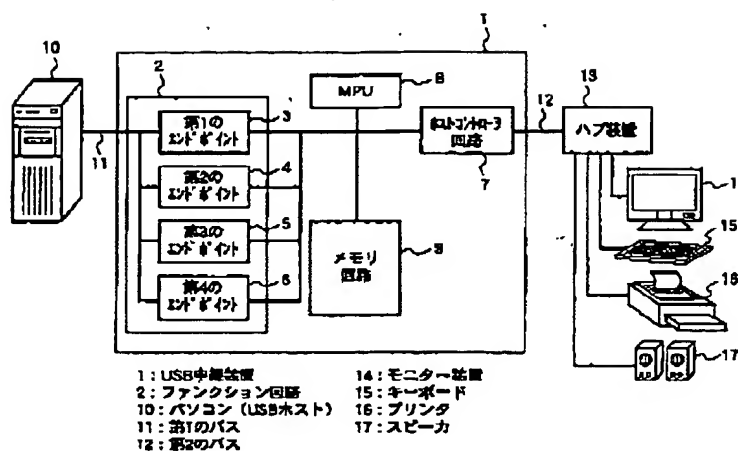 1
10
2
8
13
MPU
第1の
エンドポイント
3
ホストコントローラ
回路
12
ハブ装置
11
第2の
エンドポイント
4
7
1
第3の
エンドポイント
5
メモリ
回路
15
第4の
エンドポイント
6
16
17
1:USB中継装置
2:ファンクション回路
10:パソコン(USBホスト)
11:第1のバス
12:第2のバス
14:モニター装置
15:キーボード
16:プリンタ
17:スピーカ